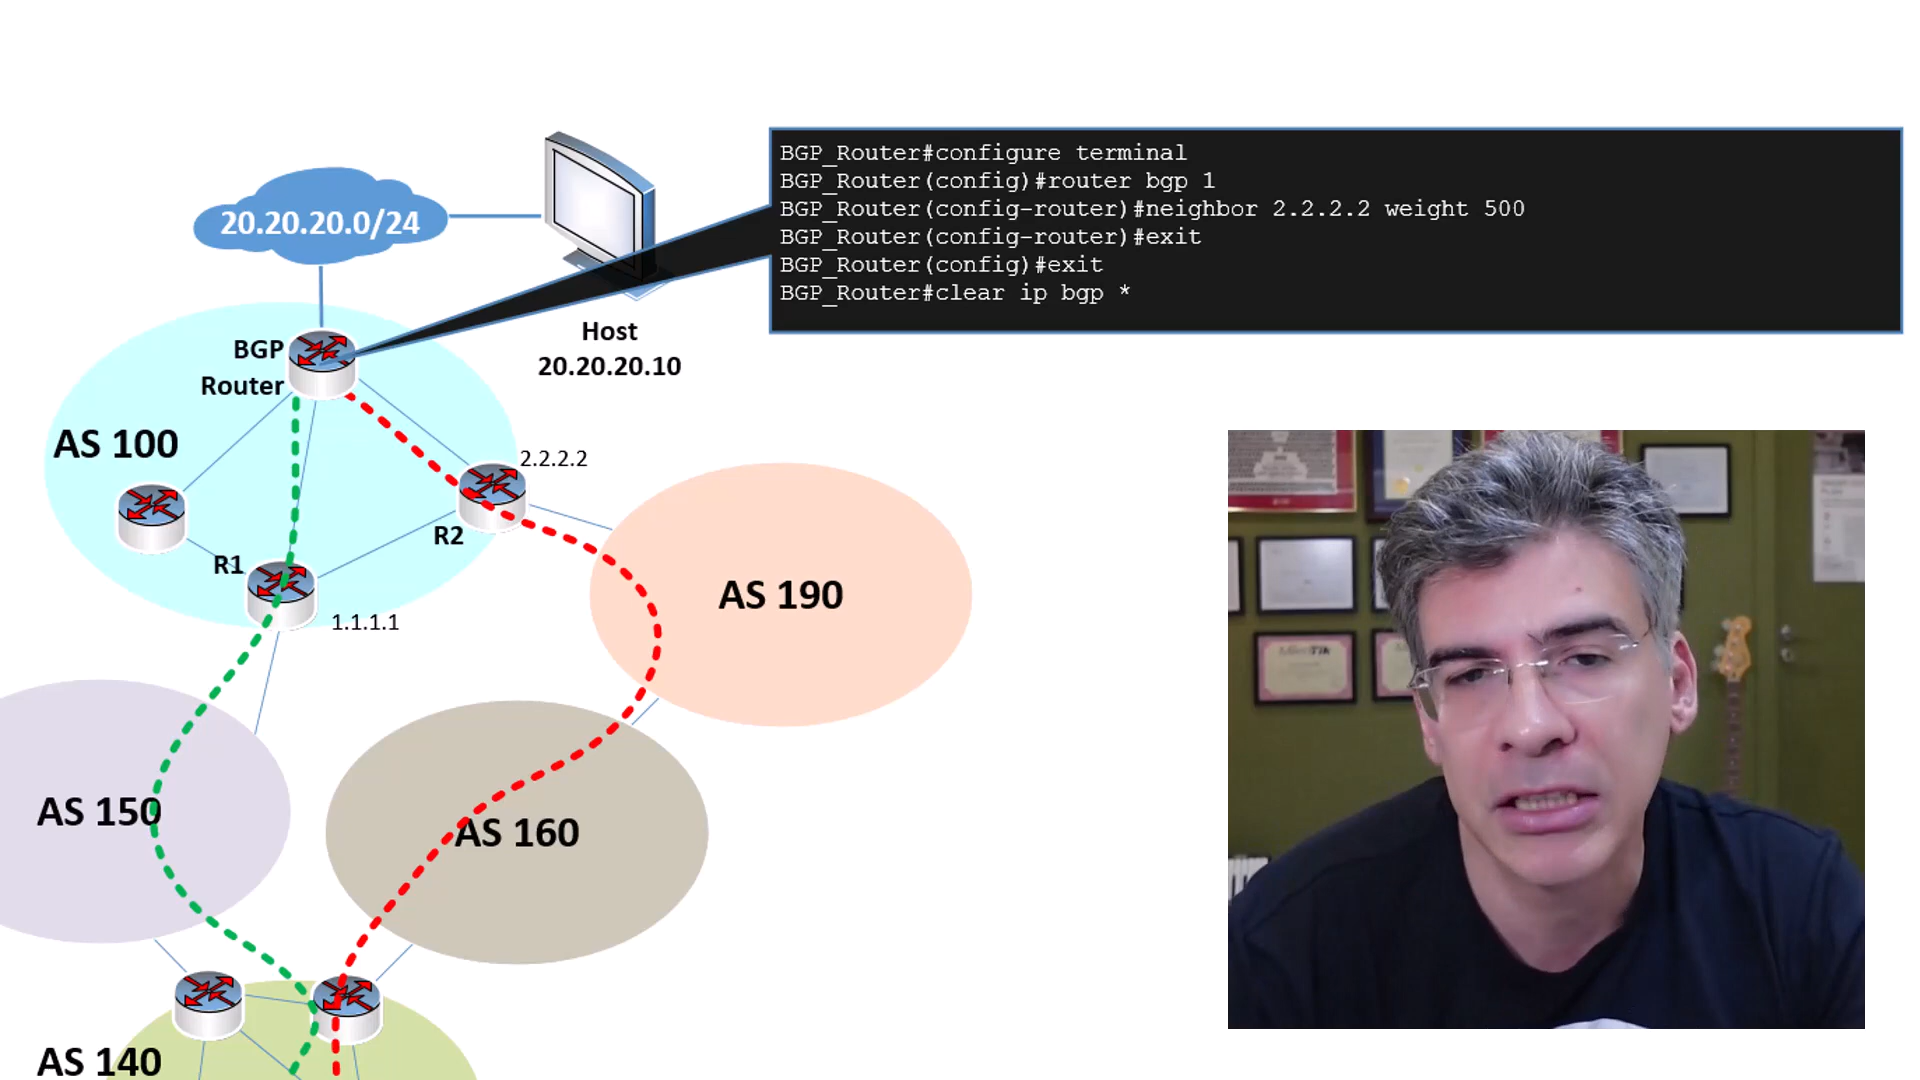 BGP_Router#configure terminal
BGP_Router(config)#router bgp 1
BGP_Router(config-router)#neighbor 2.2.2.2 weight 500
BGP_Router(config-router)#exit
BGP_Router(config)#exit
BGP_Router#clear ip bgp *
20.20.20.0/24
Host
20.20.20.10
BGP
Router
AS 100
2.2.2.2
R2
R1
1.1.1.1
AS 190
AS 150
AS 160
AS 140